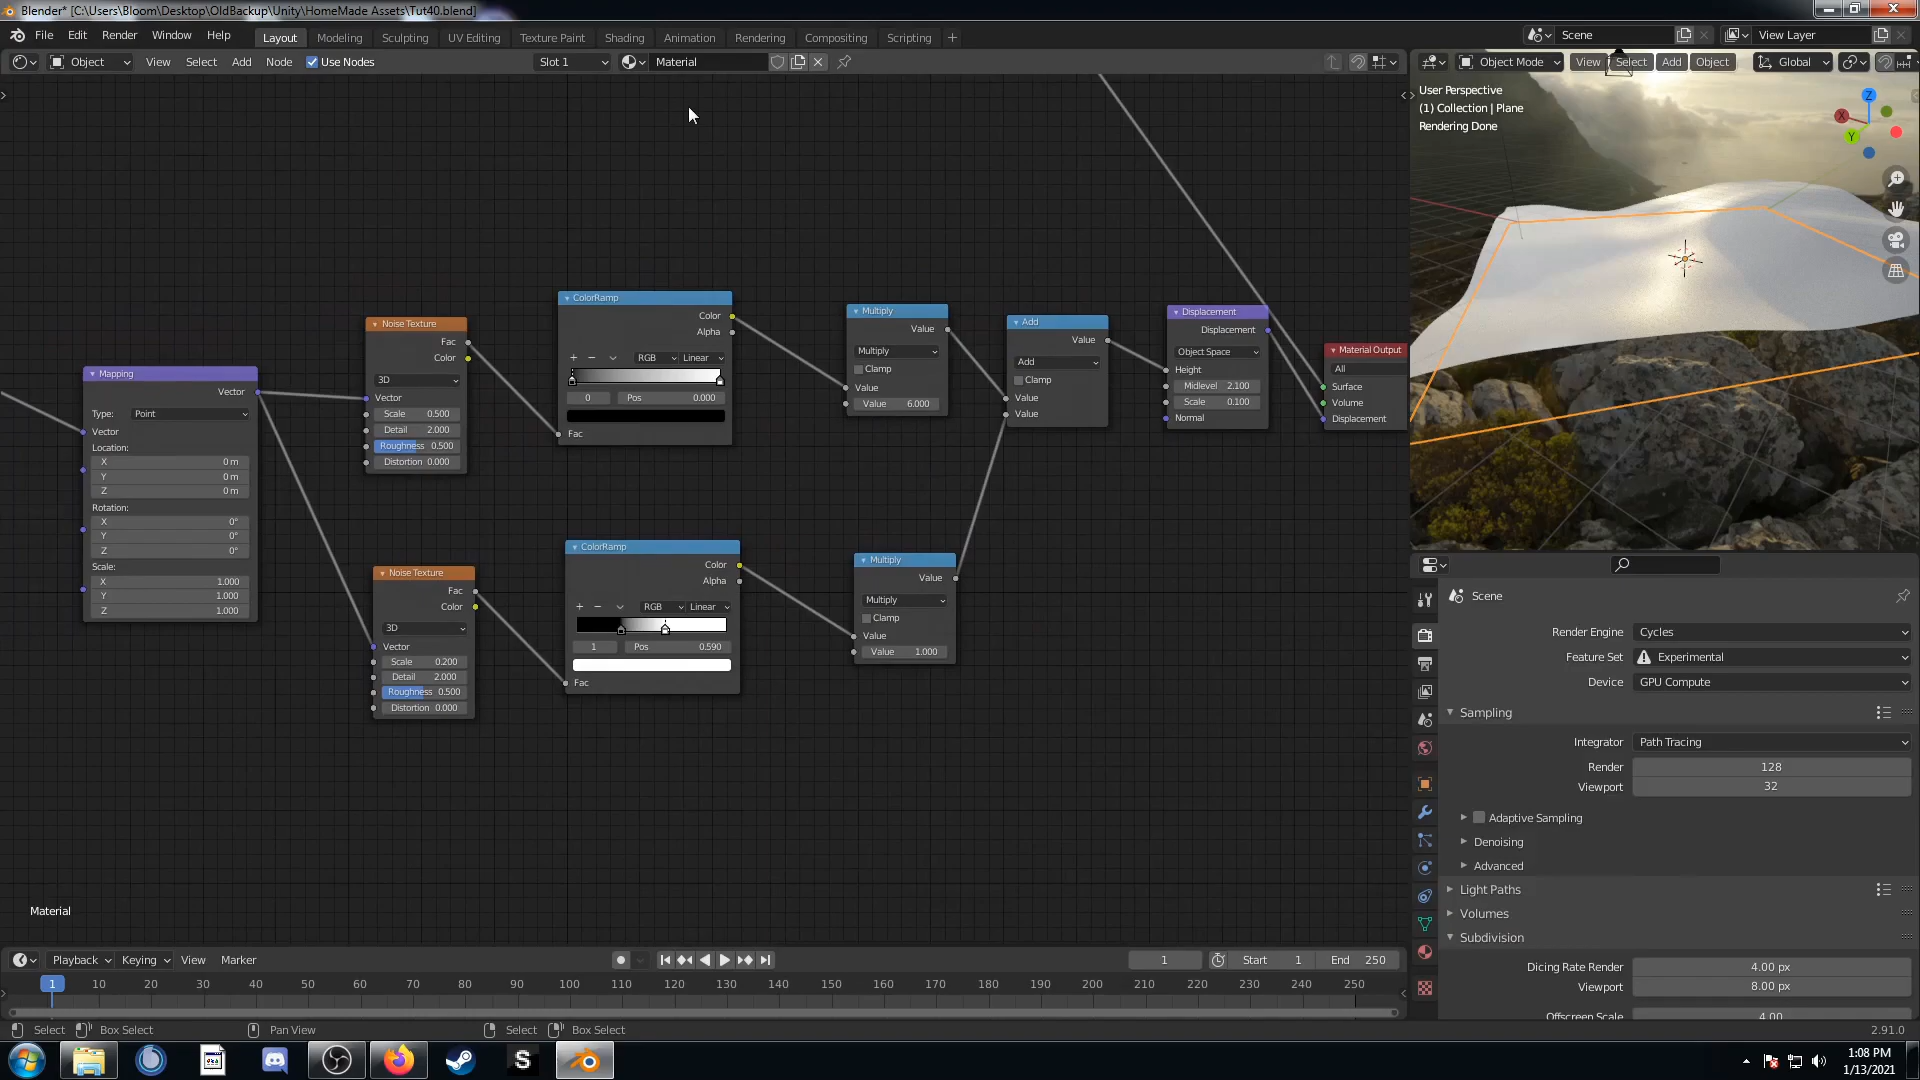 Blender* [C:\Users\Bloom\Desktop\OldBackup\Unity\HomeMade Assets\Tut40.blend]
File Edit Render Window Help Layout Modeling Sculpting UV Editing Texture Paint Shading Animation Rendering Compositing Scripting + Scene View Layer
Object View Select Add Node Use Nodes Slot 1 Material
Object Mode View Select Add Object Global
User Perspective
(1) Collection | Plane
Rendering Done
Z
X
Y
Mapping
Vector
Type: Point
Vector
Location:
X 0 m
Y 0 m
Z 0 m
Rotation:
X 0°
Y 0°
Z 0°
Scale:
X 1.000
Y 1.000
Z 1.000
Noise Texture
Fac
Color
3D
Vector
Scale 0.500
Detail 2.000
Roughness 0.500
Distortion 0.000
ColorRamp
Color
Alpha
+ − RGB Linear
0 Pos 0.000
Fac
Multiply
Value
Multiply
Clamp
Value
Value 6.000
Add
Value
Add
Clamp
Value
Value
Displacement
Displacement
Object Space
Height
Midlevel 2.100
Scale 0.100
Normal
Material Output
All
Surface
Volume
Displacement
Noise Texture
Fac
Color
3D
Vector
Scale 0.200
Detail 2.000
Roughness 0.500
Distortion 0.000
ColorRamp
Color
Alpha
+ − RGB Linear
1 Pos 0.590
Fac
Multiply
Value
Multiply
Clamp
Value
Value 1.000
Material
Scene
Render Engine Cycles
Feature Set Experimental
Device GPU Compute
Sampling
Integrator Path Tracing
Render 128
Viewport 32
Adaptive Sampling
Denoising
Advanced
Light Paths
Volumes
Subdivision
Dicing Rate Render 4.00 px
Viewport 8.00 px
Offscreen Scale 4.00
Playback Keying View Marker 1 Start 1 End 250
1 10 20 30 40 50 60 70 80 90 100 110 120 130 140 150 160 170 180 190 200 210 220 230 240 250
Select Box Select Pan View Select Box Select 2.91.0
S
1:08 PM
1/13/2021